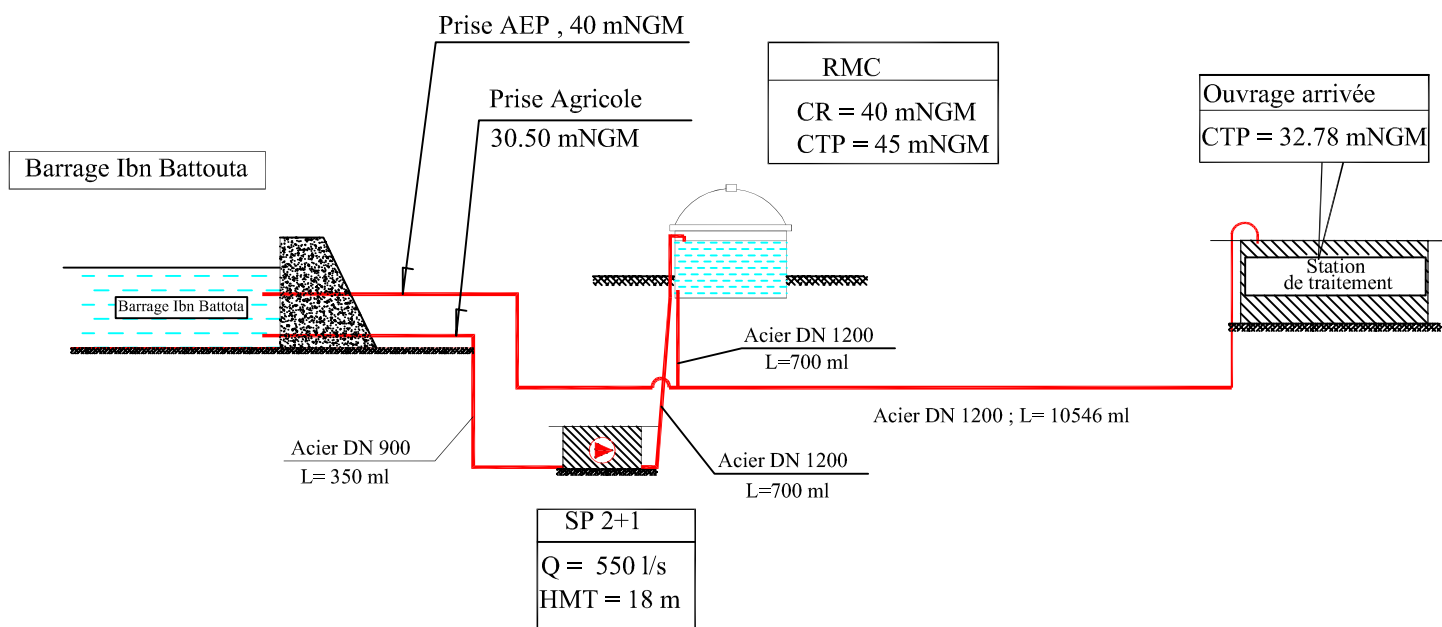 Prise AEP , 40 mNGM
Prise Agricole
30.50 mNGM
Barrage Ibn Battouta
RMC
CR = 40 mNGM
CTP = 45 mNGM
Ouvrage arrivée
CTP = 32.78 mNGM
Barrage Ibn Battota
Station
de traitement
Acier DN 1200
L=700 ml
Acier DN 1200 ; L= 10546 ml
Acier DN 900
L= 350 ml
Acier DN 1200
L=700 ml
SP 2+1
Q = 550 l/s
HMT = 18 m